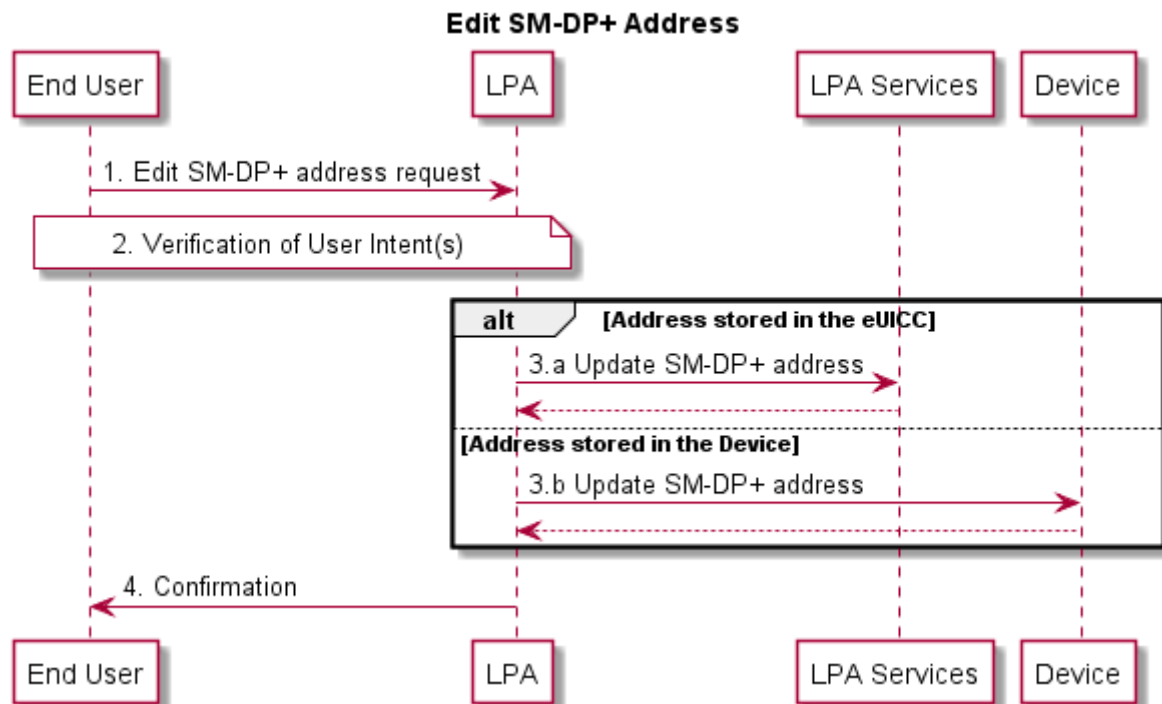 Edit SM-DP+ Address
End User
LPA
LPA Services
Device
1. Edit SM-DP+ address request
2. Verification of User Intent(s)
alt
[Address stored in the eUICC]
3.a Update SM-DP+ address
[Address stored in the Device]
3.b Update SM-DP+ address
4. Confirmation
End User
LPA
LPA Services
Device